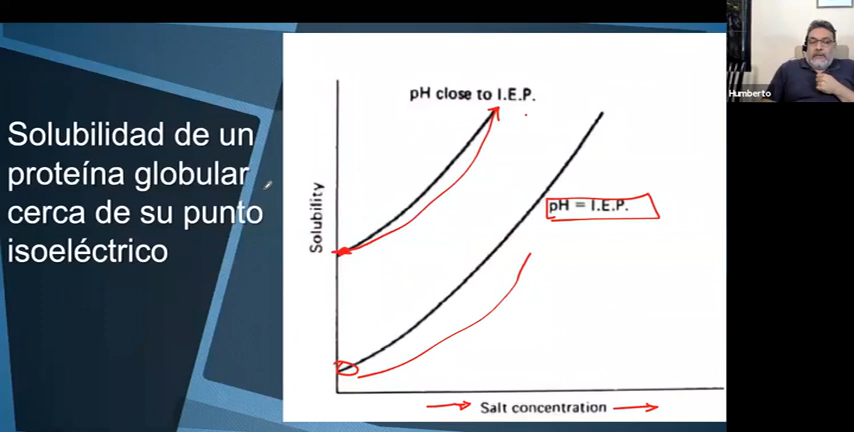 Solubilidad de un
proteína globular
cerca de su punto
isoeléctrico
pH close to I.E.P.
Solubility
pH = I.E.P.
Salt concentration
Humberto